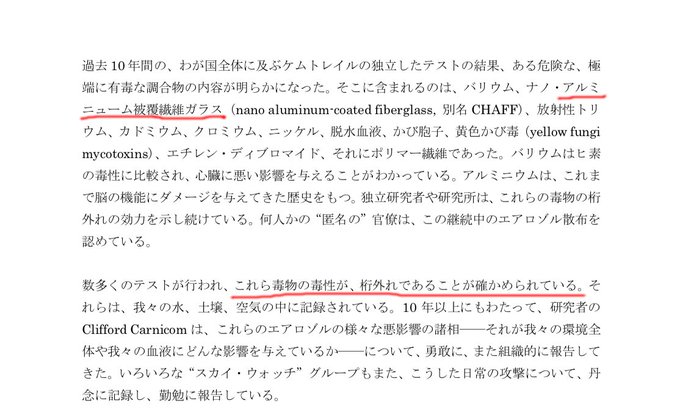 過去 10 年間の、わが国全体に及ぶケムトレイルの独立したテストの結果、ある危険な、極
端に有毒な調合物の内容が明らかになった。そこに含まれるのは、バリウム、ナノ・アルミ
ニューム被覆繊維ガラス（nano aluminum-coated fiberglass, 別名 CHAFF）、放射性トリ
ウム、カドミウム、クロミウム、ニッケル、脱水血液、かび胞子、黄色かび毒（yellow fungi
mycotoxins）、エチレン・ディブロマイド、それにポリマー繊維であった。バリウムはヒ素
の毒性に比較され、心臓に悪い影響を与えることがわかっている。アルミニウムは、これま
で脳の機能にダメージを与えてきた歴史をもつ。独立研究者や研究所は、これらの毒物の桁
外れの効力を示し続けている。何人かの“匿名の”官僚は、この継続中のエアロゾル散布を
認めている。
数多くのテストが行われ、これら毒物の毒性が、桁外れであることが確かめられている。そ
れらは、我々の水、土壌、空気の中に記録されている。10 年以上にもわたって、研究者の
Clifford Carnicom は、これらのエアロゾルの様々な悪影響の諸相――それが我々の環境全
体や我々の血液にどんな影響を与えているか――について、勇敢に、また組織的に報告して
きた。いろいろな“スカイ・ウォッチ”グループもまた、こうした日常の攻撃について、丹
念に記録し、勤勉に報告している。